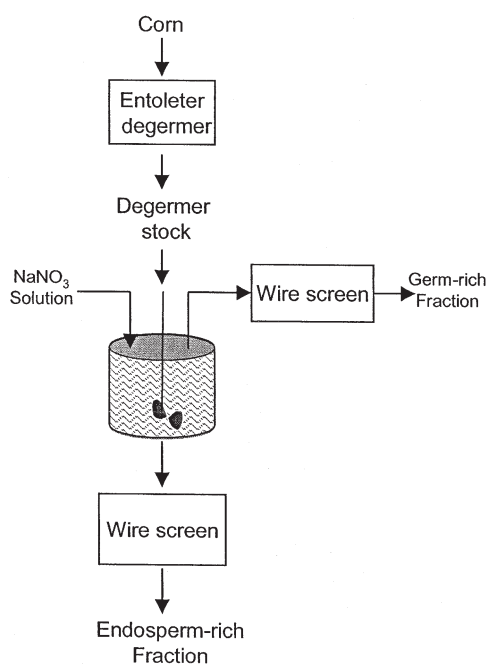 Corn
Entoleter
degermer
Degermer
stock
NaNO₃
Solution
Wire screen
Germ-rich
Fraction
Wire screen
Endosperm-rich
Fraction